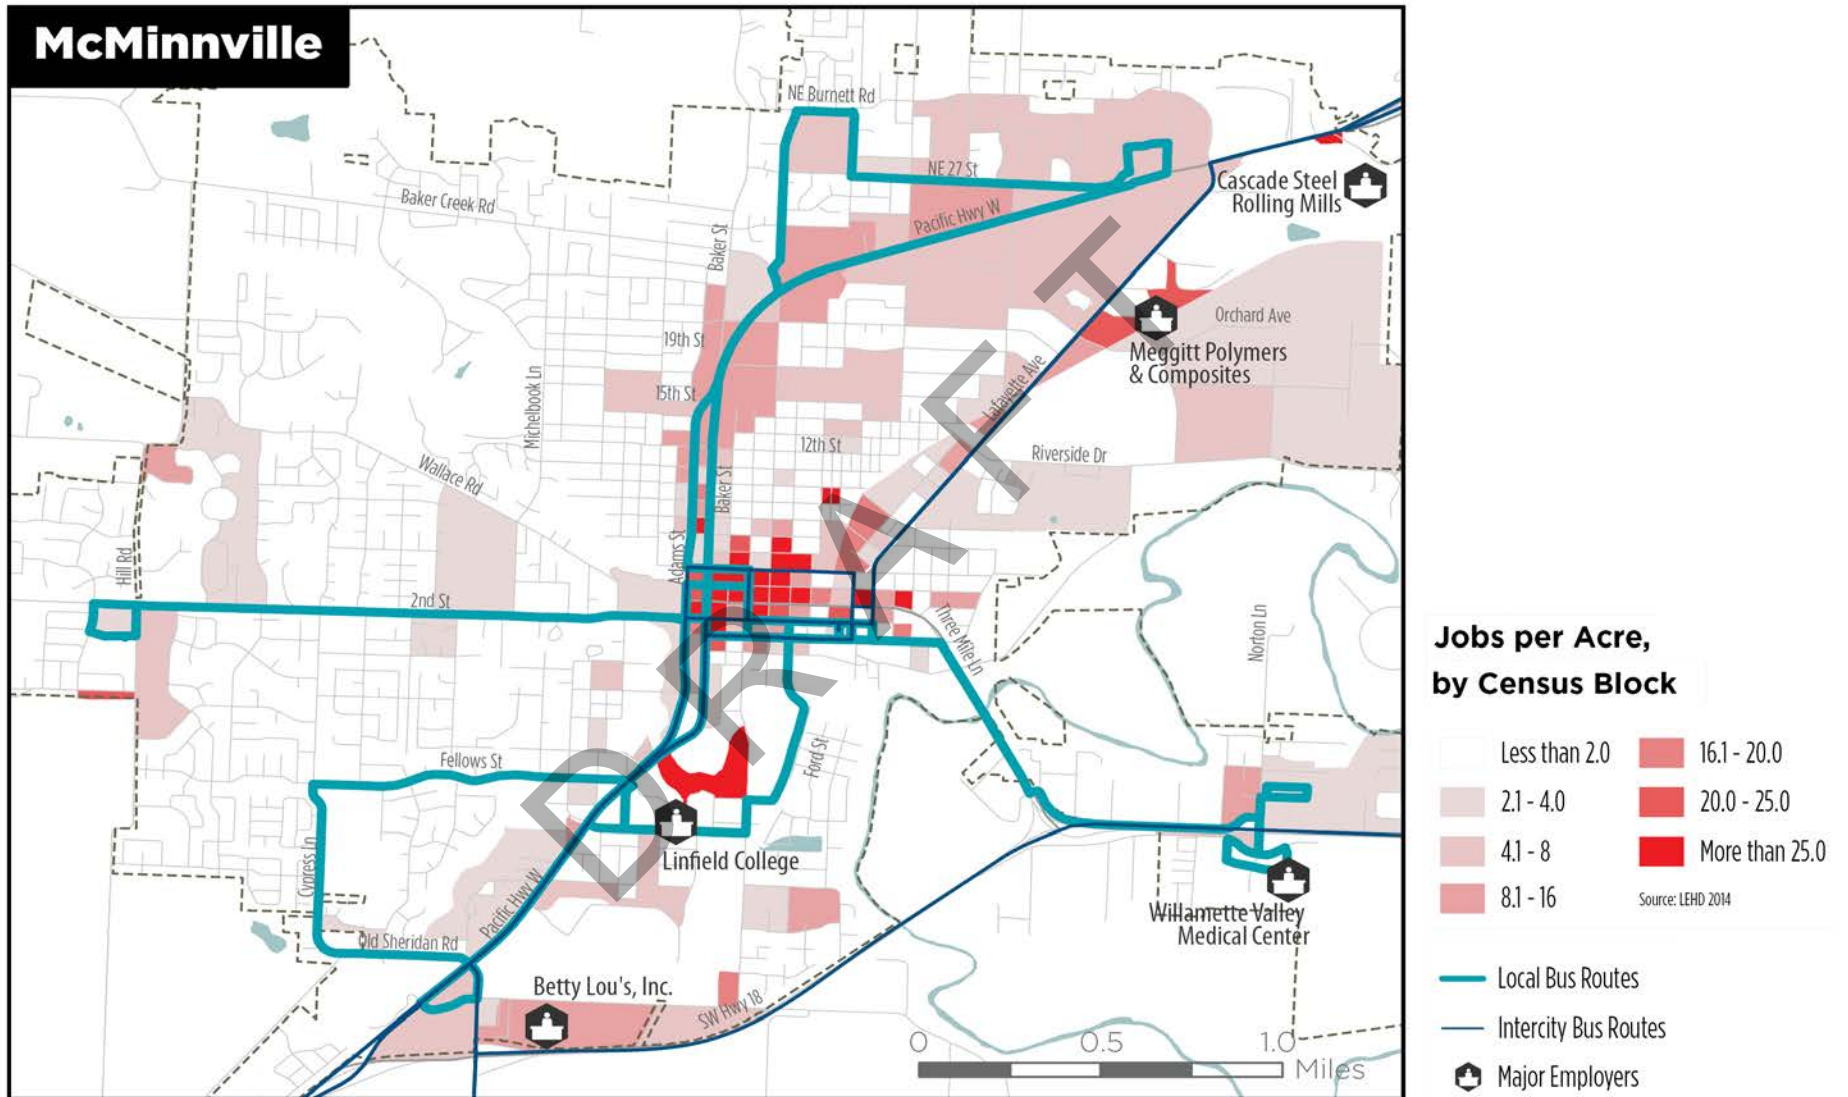 McMinnville
NE Burnett Rd
NE 27 St
Baker Creek Rd
Pacific Hwy W
Cascade Steel
Rolling Mills
Baker St
Orchard Ave
19th St
Meggitt Polymers
& Composites
15th St
Michelbook Ln
Lafayette Ave
12th St
Riverside Dr
Wallace Rd
Baker St
Adams St
Hill Rd
2nd St
Three Mile Ln
Norton Ln
Ford St
Fellows St
Linfield College
Cypress Ln
Pacific Hwy W
Old Sheridan Rd
Willamette Valley
Medical Center
Betty Lou's, Inc.
SW Hwy 18
0 0.5 1.0
Miles
DRAFT
Jobs per Acre,
by Census Block
Less than 2.0
2.1 - 4.0
4.1 - 8
8.1 - 16
16.1 - 20.0
20.0 - 25.0
More than 25.0
Source: LEHD 2014
Local Bus Routes
Intercity Bus Routes
Major Employers